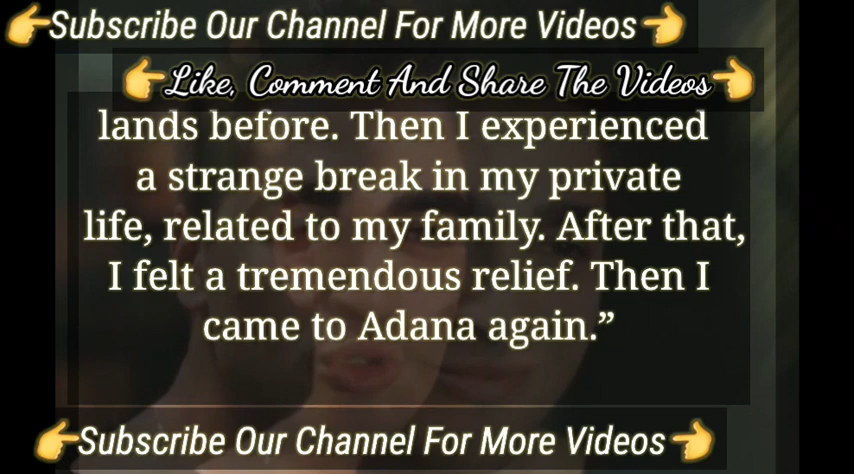 👉Subscribe Our Channel For More Videos👈
👉Like, Comment And Share The Videos👈
lands before. Then I experienced
a strange break in my private
life, related to my family. After that,
I felt a tremendous relief. Then I
came to Adana again.”
👉Subscribe Our Channel For More Videos👈